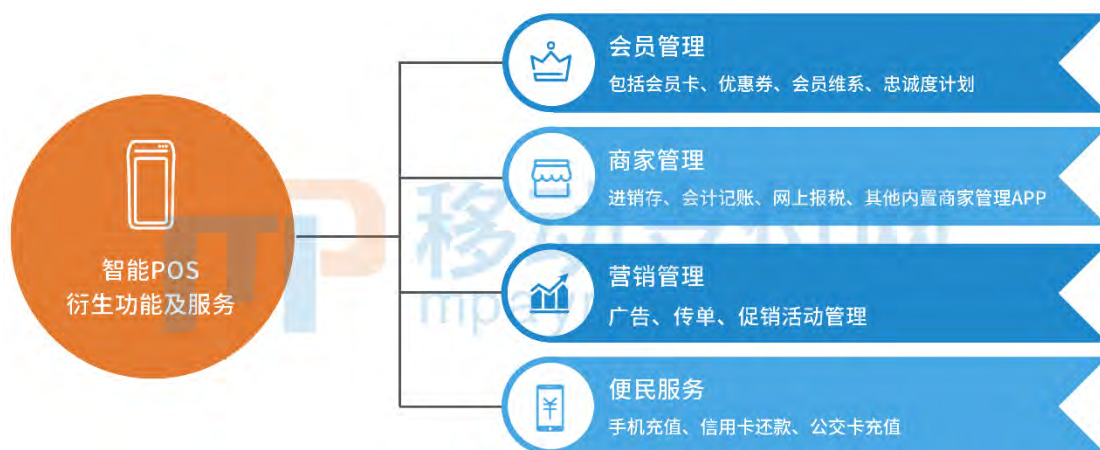 智能POS
衍生功能及服务
会员管理
包括会员卡、优惠券、会员维系、忠诚度计划
商家管理
进销存、会计记账、网上报税、其他内置商家管理APP
营销管理
广告、传单、促销活动管理
便民服务
手机充值、信用卡还款、公交卡充值